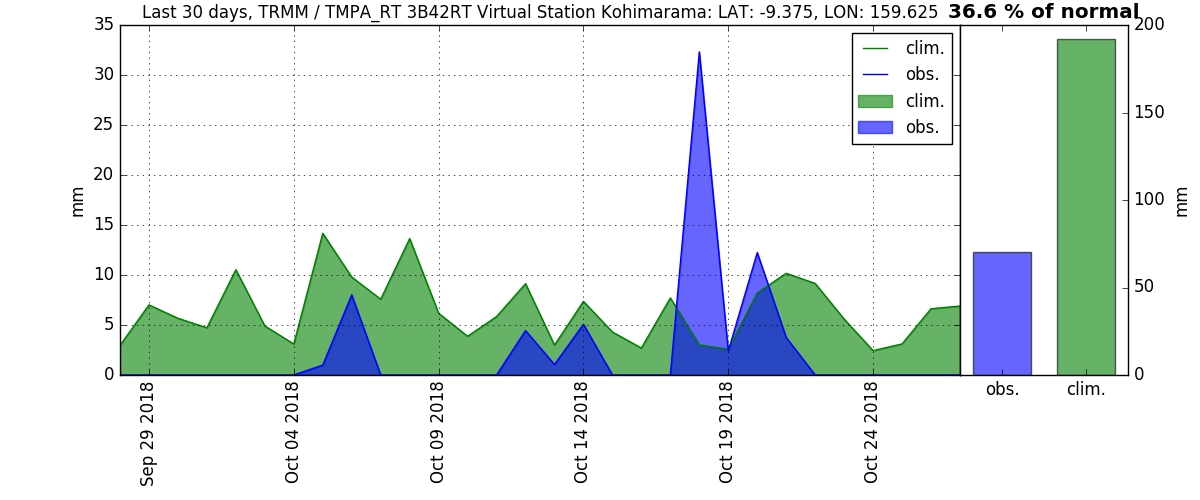 Last 30 days, TRMM / TMPA_RT 3B42RT Virtual Station Kohimarama: LAT: -9.375, LON: 159.625
36.6 % of normal
35
30
25
20
15
10
5
0
mm
clim.
obs.
clim.
obs.
Sep 29 2018
Oct 04 2018
Oct 09 2018
Oct 14 2018
Oct 19 2018
Oct 24 2018
200
150
100
50
0
mm
obs.
clim.